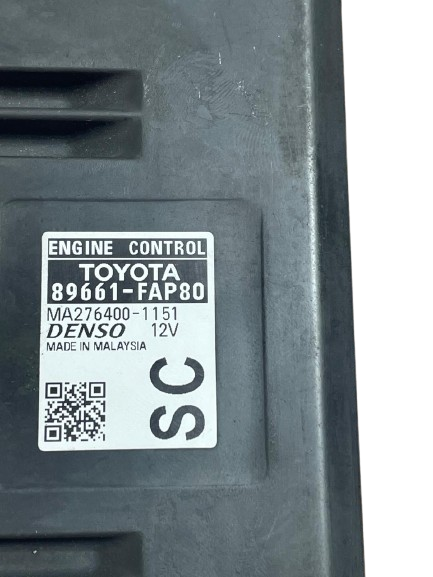 ENGINE CONTROL
TOYOTA
89661-FAP80
MA276400-1151
DENSO 12V
MADE IN MALAYSIA
SC